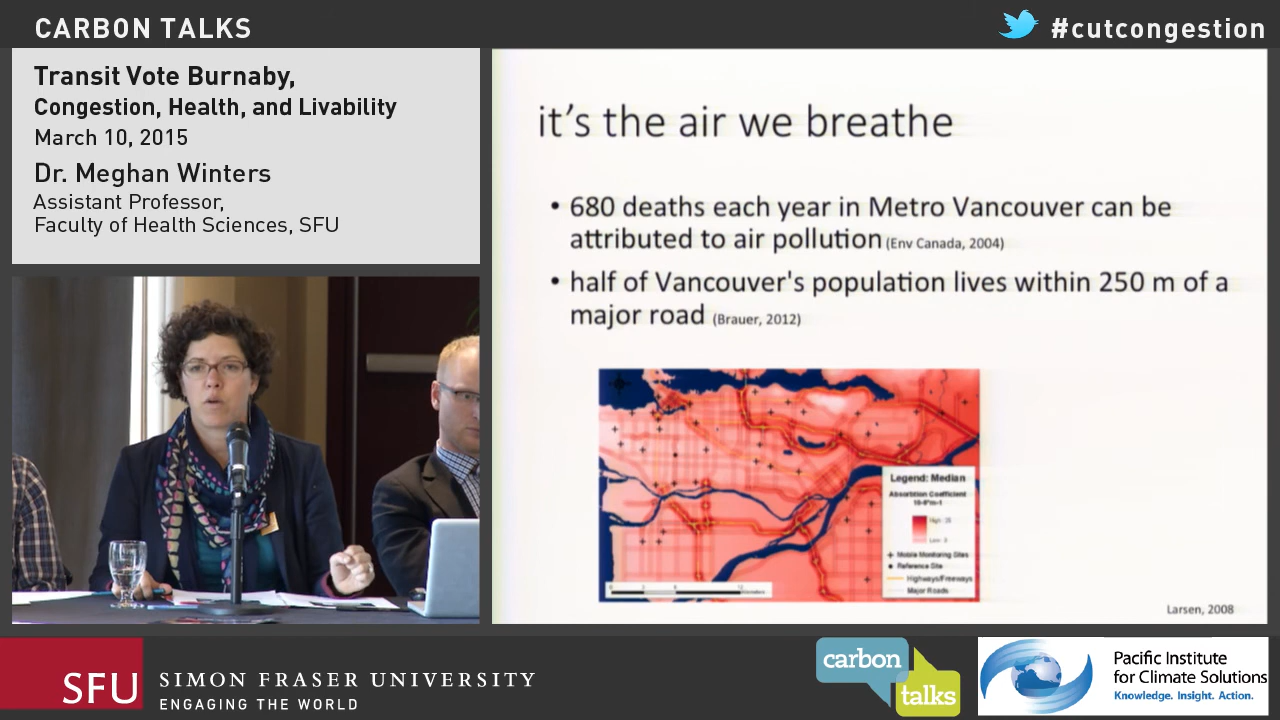 CARBON TALKS
#cutcongestion
Transit Vote Burnaby,
Congestion, Health, and Livability
March 10, 2015
Dr. Meghan Winters
Assistant Professor,
Faculty of Health Sciences, SFU
it's the air we breathe
• 680 deaths each year in Metro Vancouver can be
attributed to air pollution (Env Canada, 2004)
• half of Vancouver's population lives within 250 m of a
major road (Brauer, 2012)
Legend: Median
Absorption Coefficient
Mobile Monitoring Sites
Reference Site
Highways/Freeways
Major Roads
Larsen, 2008
SFU
SIMON FRASER UNIVERSITY
ENGAGING THE WORLD
carbon
talks
Pacific Institute
for Climate Solutions
Knowledge. Insight. Action.